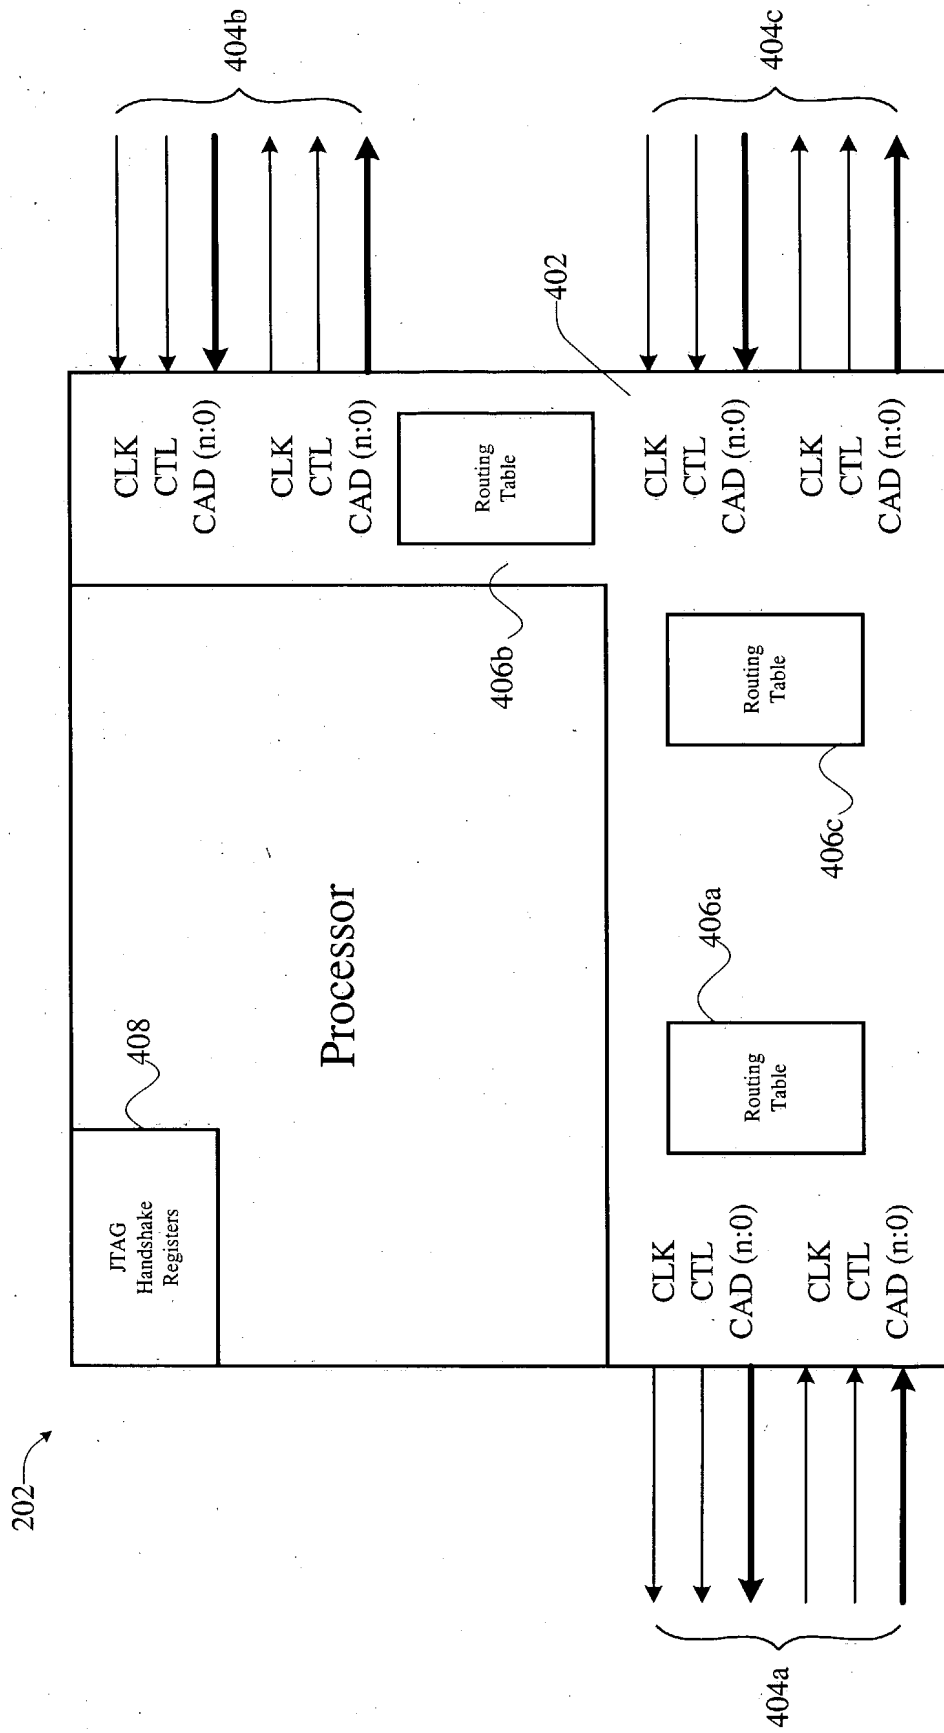 202
JTAG
Handshake
Registers
408
Processor
404b
CLK
CTL
CAD (n:0)
CLK
CTL
CAD (n:0)
Routing
Table
406b
402
404a
CLK
CTL
CAD (n:0)
CLK
CTL
CAD (n:0)
Routing
Table
406a
Routing
Table
406c
CLK
CTL
CAD (n:0)
CLK
CTL
CAD (n:0)
404c